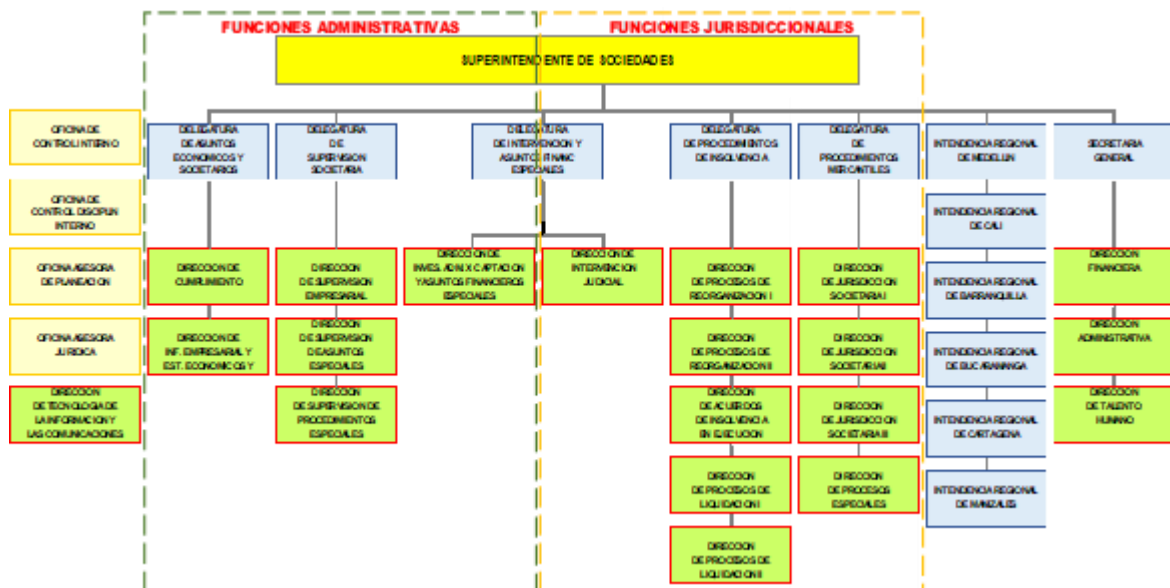 FUNCIONES ADMINISTRATIVAS
FUNCIONES JURISDICCIONALES
SUPERINTENDENTE DE SOCIEDADES
OFICINA DE
CONTROL INTERNO
DELEGATURA
DE ASUNTOS
ECONOMICOS Y
SOCIETARIOS
DELEGATURA
DE
SUPERVISION
SOCIETARIA
DELEGATURA
DE INTERVENCION Y
ASUNTOS FINANC
ESPECIALES
DELEGATURA
DE PROCEDIMIENTOS
DE INSOLVENCIA
DELEGATURA
DE
PROCEDIMIENTOS
MERCANTILES
INTENDENCIA REGIONAL
DE MEDELLIN
SECRETARIA
GENERAL
OFICINA DE
CONTROL DISCIPLIN
INTERNO
INTENDENCIA REGIONAL
DE CALI
OFICINA ASESORA
DE PLANEACION
DIRECCION DE
CUMPLIMIENTO
DIRECCION
DE SUPERVISION
EMPRESARIAL
DIRECCION DE
INVES. ADM X CAPTACION
Y ASUNTOS FINANCIEROS
ESPECIALES
DIRECCION DE
INTERVENCION
JUDICIAL
DIRECCION
DE PROCESOS DE
REORGANIZACION I
DIRECCION
DE JURISDICCION
SOCIETARIA I
INTENDENCIA REGIONAL
DE BARRANQUILLA
DIRECCION
FINANCIERA
OFICINA ASESORA
JURIDICA
DIRECCION DE
INF. EMPRESARIAL Y
EST. ECONOMICOS Y
DIRECCION
DE SUPERVISION
DE ASUNTOS
ESPECIALES
DIRECCION
DE PROCESOS DE
REORGANIZACION II
DIRECCION
DE JURISDICCION
SOCIETARIA II
INTENDENCIA REGIONAL
DE BUCARAMANGA
DIRECCION
ADMINISTRATIVA
DIRECCION
DE TECNOLOGIA DE
LA INFORMACION Y
LAS COMUNICACIONES
DIRECCION
DE SUPERVISION DE
PROCEDIMIENTOS
ESPECIALES
DIRECCION
DE ACUERDOS
DE INSOLVENCIA
EN EJECUCION
DIRECCION
DE JURISDICCION
SOCIETARIA III
INTENDENCIA REGIONAL
DE CARTAGENA
DIRECCION
DE TALENTO
HUMANO
DIRECCION
DE PROCESOS DE
LIQUIDACION I
DIRECCION
DE PROCESOS
ESPECIALES
INTENDENCIA REGIONAL
DE MANIZALES
DIRECCION
DE PROCESOS DE
LIQUIDACION II